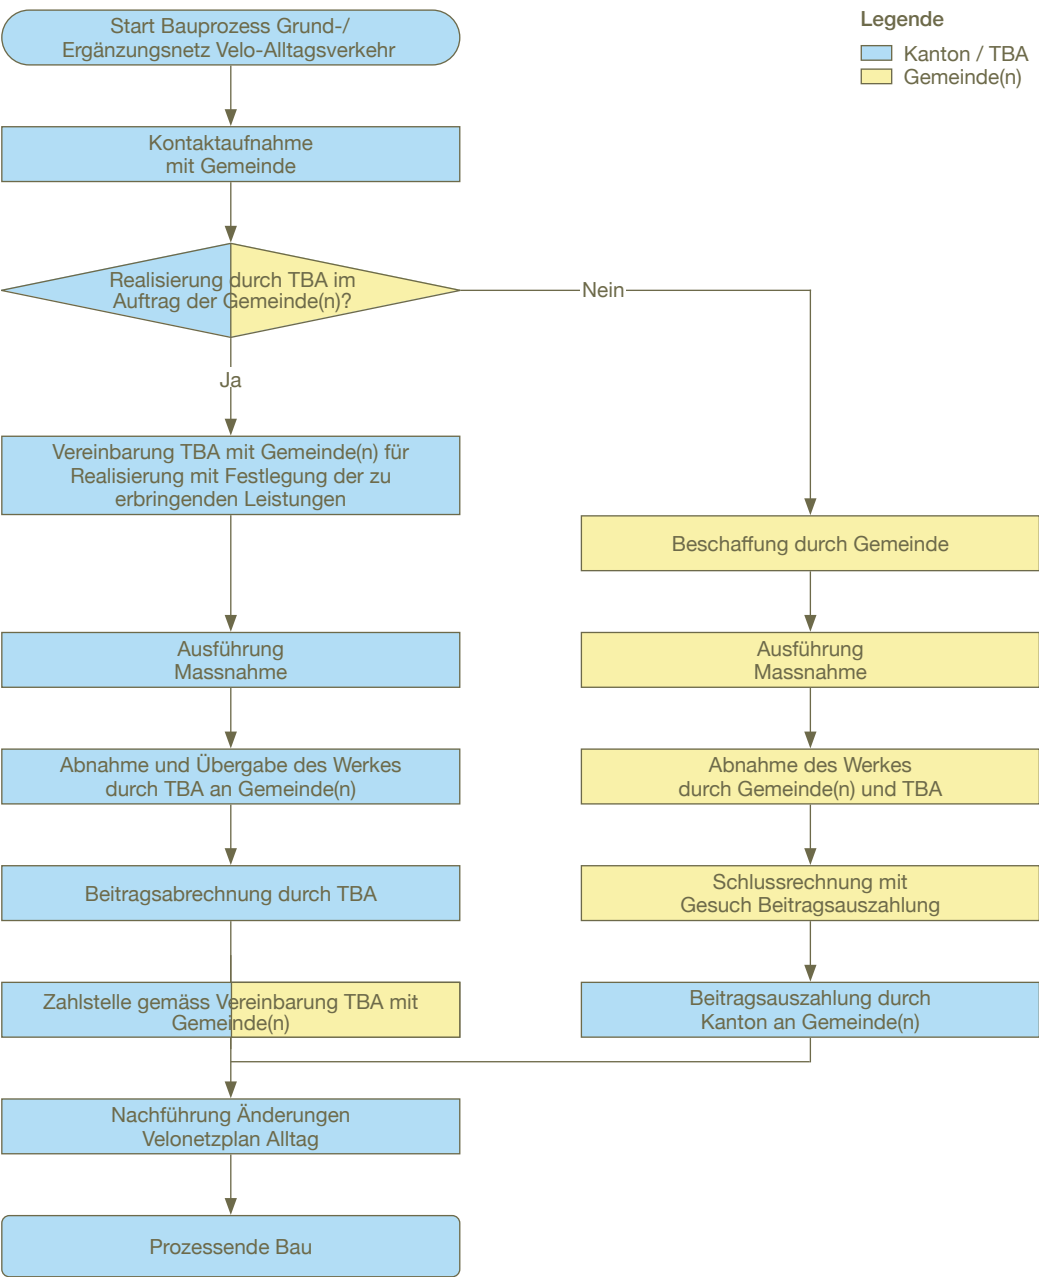 Start Bauprozess Grund-/
Ergänzungsnetz Velo-Alltagsverkehr
Legende
Kanton / TBA
Gemeinde(n)
Kontaktaufnahme
mit Gemeinde
Realisierung durch TBA im
Auftrag der Gemeinde(n)?
Nein
Ja
Vereinbarung TBA mit Gemeinde(n) für
Realisierung mit Festlegung der zu
erbringenden Leistungen
Beschaffung durch Gemeinde
Ausführung
Massnahme
Ausführung
Massnahme
Abnahme und Übergabe des Werkes
durch TBA an Gemeinde(n)
Abnahme des Werkes
durch Gemeinde(n) und TBA
Beitragsabrechnung durch TBA
Schlussrechnung mit
Gesuch Beitragsauszahlung
Zahlstelle gemäss Vereinbarung TBA mit
Gemeinde(n)
Beitragsauszahlung durch
Kanton an Gemeinde(n)
Nachführung Änderungen
Velonetzplan Alltag
Prozessende Bau